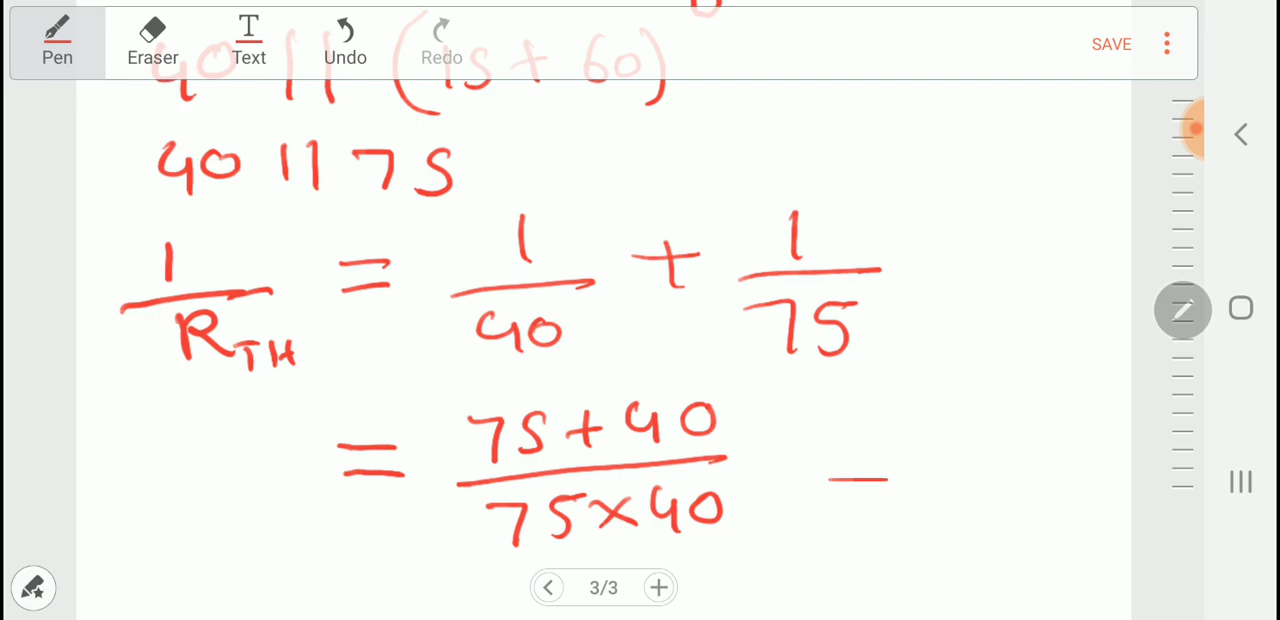 Pen Eraser Text Undo Redo SAVE
40 || (15 + 60)
40 || 75
1/R_TH = 1/40 + 1/75
= (75+40)/(75×40) —
3/3